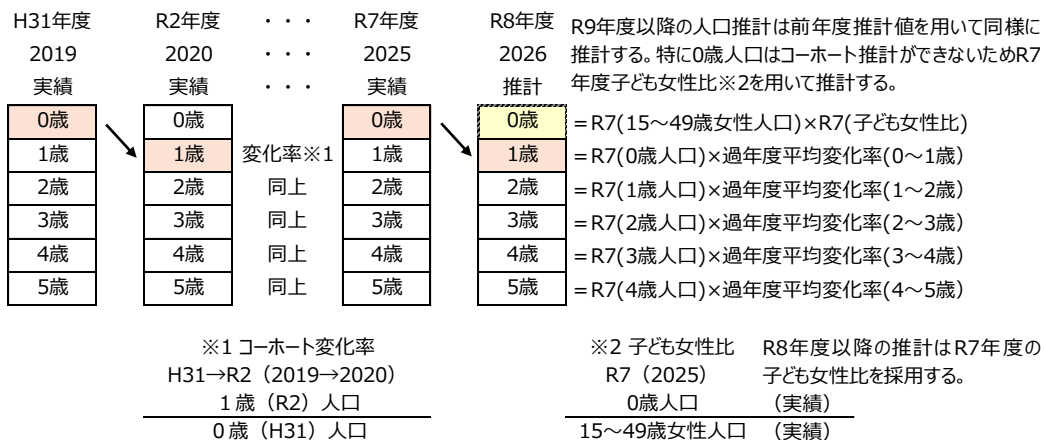 H31年度 R2年度 ・・・ R7年度 R8年度
2019 2020 ・・・ 2025 2026
実績 実績 ・・・ 実績 推計
R9年度以降の人口推計は前年度推計値を用いて同様に
推計する。特に0歳人口はコーホート推計ができないためR7
年度子ども女性比※2を用いて推計する。
0歳 0歳 0歳 0歳 =R7(15～49歳女性人口)×R7(子ども女性比)
1歳 1歳 変化率※1 1歳 1歳 =R7(0歳人口)×過年度平均変化率(0～1歳)
2歳 2歳 同上 2歳 2歳 =R7(1歳人口)×過年度平均変化率(1～2歳)
3歳 3歳 同上 3歳 3歳 =R7(2歳人口)×過年度平均変化率(2～3歳)
4歳 4歳 同上 4歳 4歳 =R7(3歳人口)×過年度平均変化率(3～4歳)
5歳 5歳 同上 5歳 5歳 =R7(4歳人口)×過年度平均変化率(4～5歳)
※1 コーホート変化率
H31→R2（2019→2020）
1歳（R2）人口
0歳（H31）人口
※2 子ども女性比 R8年度以降の推計はR7年度の
R7（2025） 子ども女性比を採用する。
0歳人口 （実績）
15～49歳女性人口 （実績）